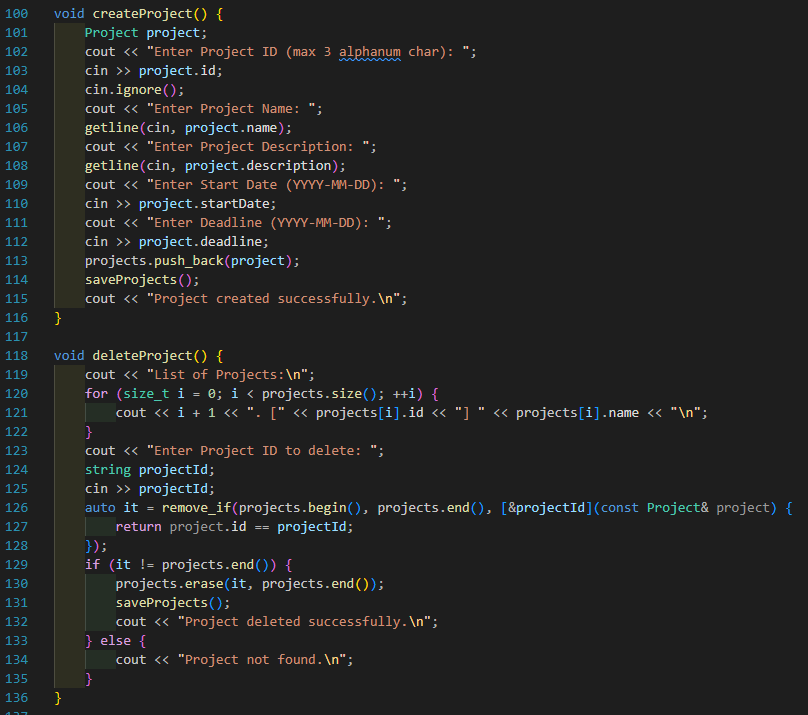 100 void createProject() {
101     Project project;
102     cout << "Enter Project ID (max 3 alphanum char): ";
103     cin >> project.id;
104     cin.ignore();
105     cout << "Enter Project Name: ";
106     getline(cin, project.name);
107     cout << "Enter Project Description: ";
108     getline(cin, project.description);
109     cout << "Enter Start Date (YYYY-MM-DD): ";
110     cin >> project.startDate;
111     cout << "Enter Deadline (YYYY-MM-DD): ";
112     cin >> project.deadline;
113     projects.push_back(project);
114     saveProjects();
115     cout << "Project created successfully.\n";
116 }
117
118 void deleteProject() {
119     cout << "List of Projects:\n";
120     for (size_t i = 0; i < projects.size(); ++i) {
121         cout << i + 1 << ". [" << projects[i].id << "] " << projects[i].name << "\n";
122     }
123     cout << "Enter Project ID to delete: ";
124     string projectId;
125     cin >> projectId;
126     auto it = remove_if(projects.begin(), projects.end(), [&projectId](const Project& project) {
127         return project.id == projectId;
128     });
129     if (it != projects.end()) {
130         projects.erase(it, projects.end());
131         saveProjects();
132         cout << "Project deleted successfully.\n";
133     } else {
134         cout << "Project not found.\n";
135     }
136 }
137